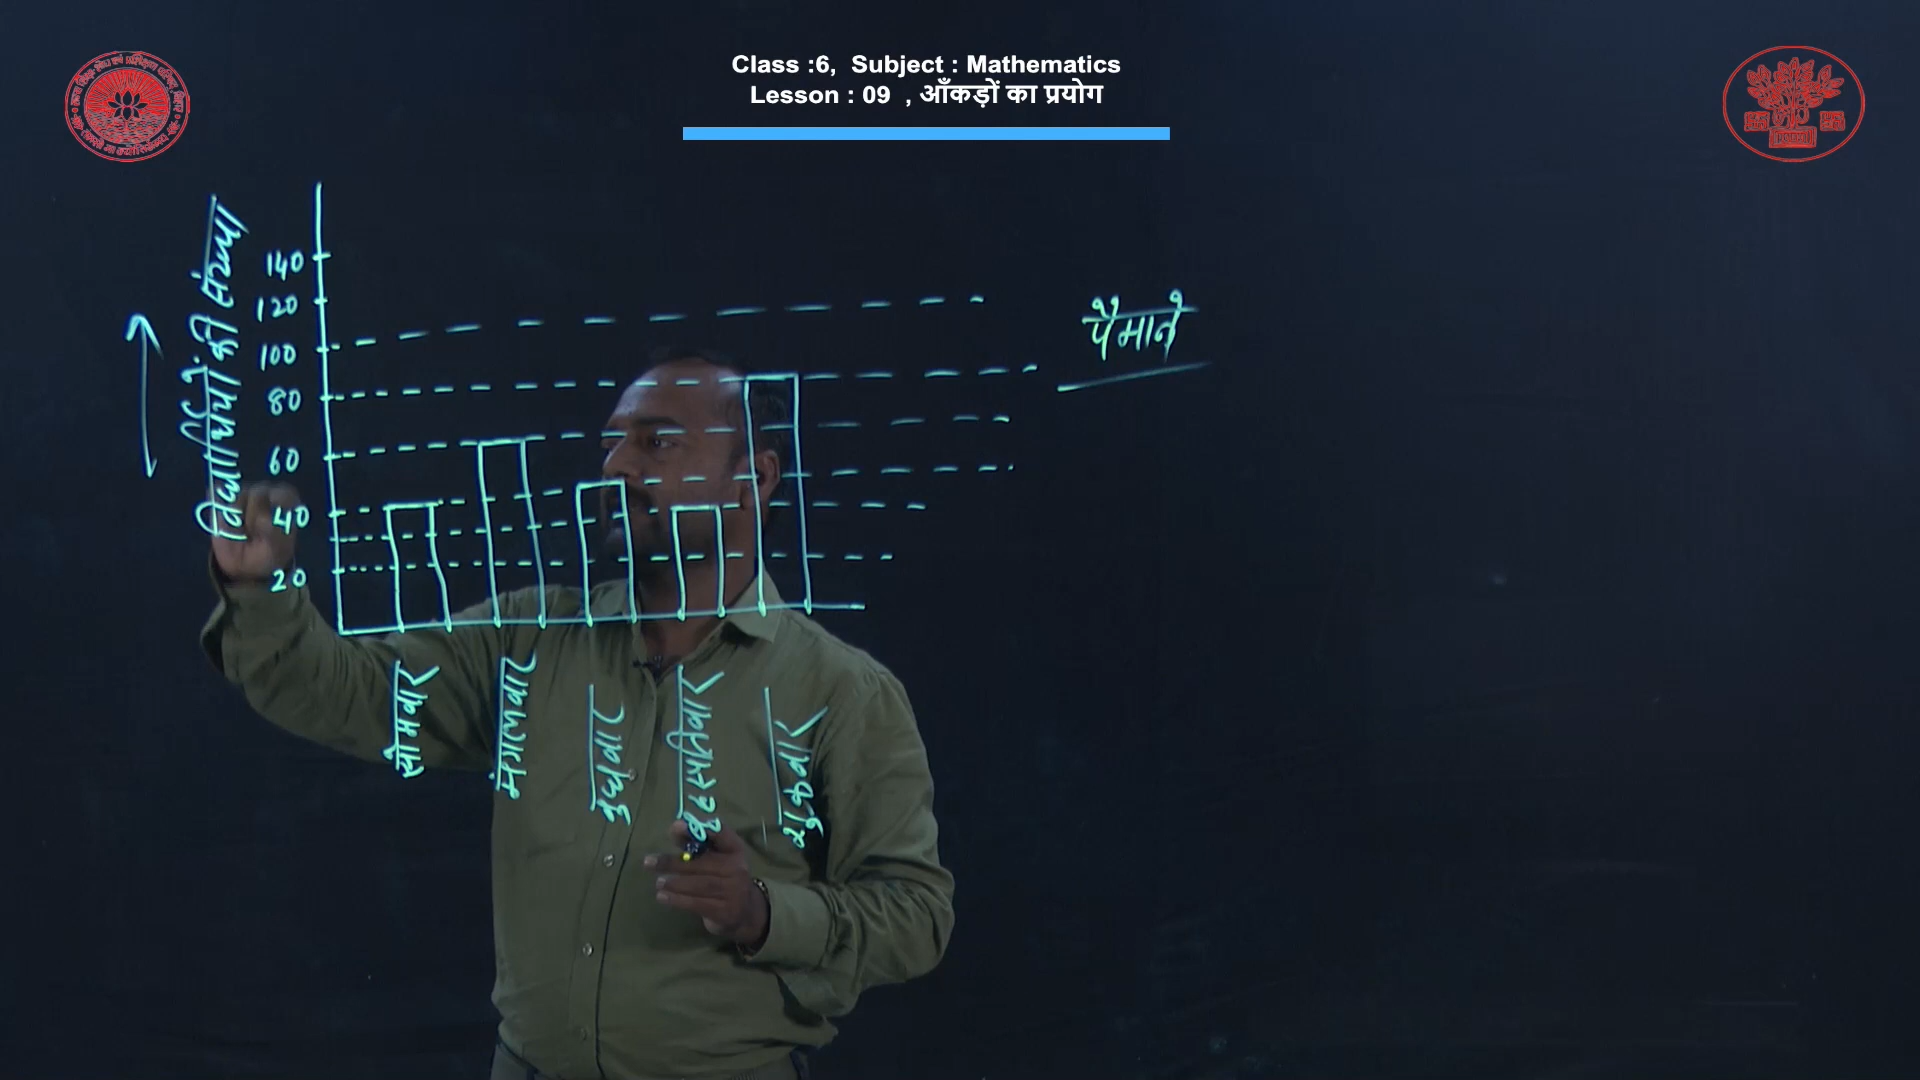 Class :6, Subject : Mathematics
Lesson : 09 , आँकड़ों का प्रयोग
विद्यार्थियों की संख्या
140
120
100
80
60
40
20
पैमाने
सोमवार
मंगलवार
बुधवार
बृहस्पतिवार
शुक्रवार